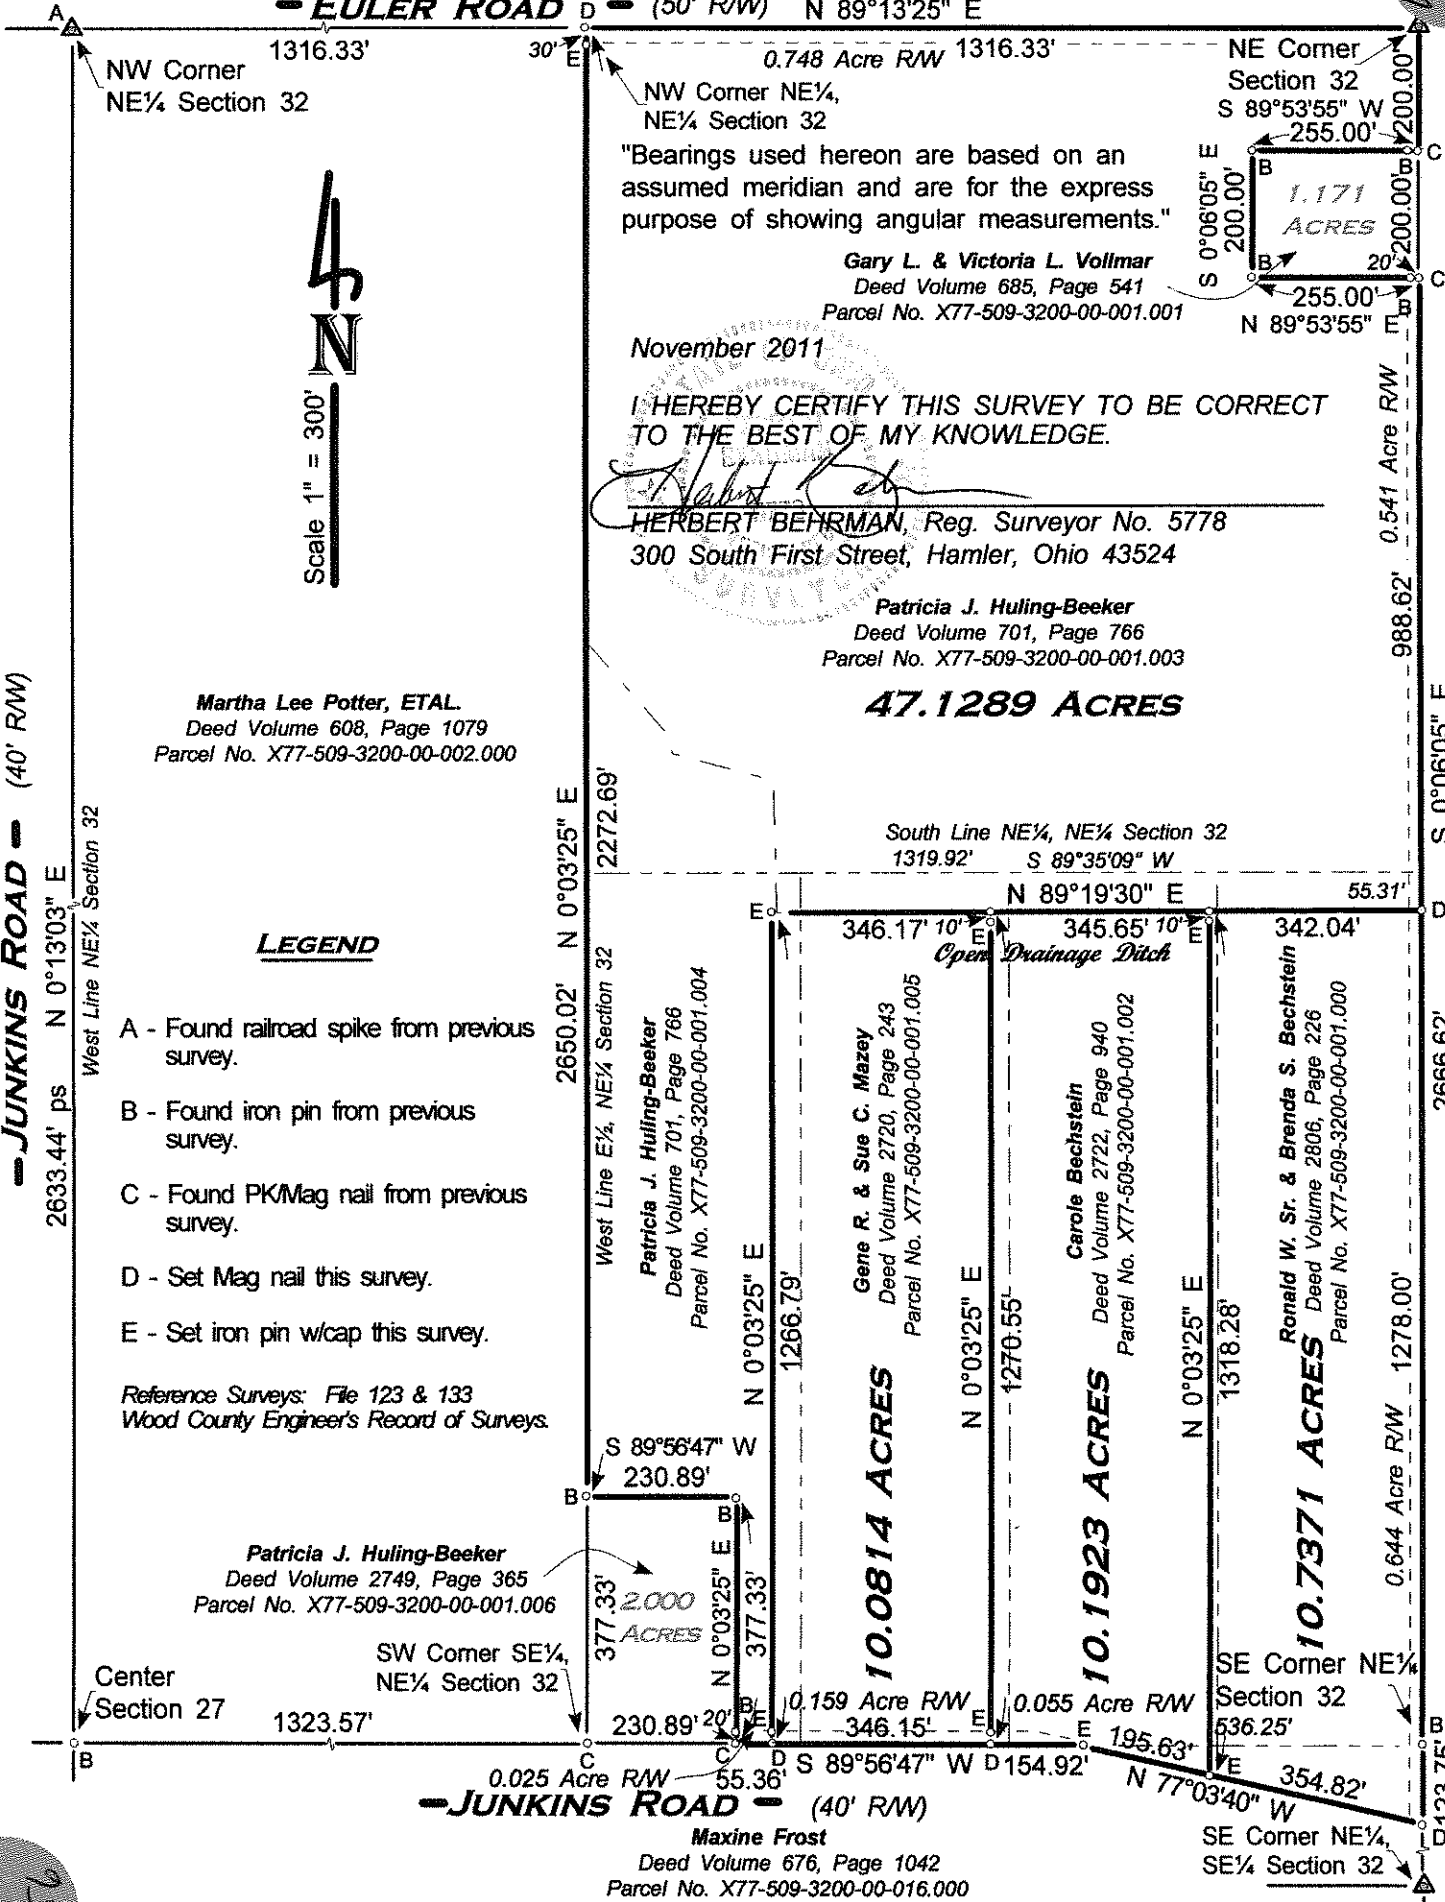 EULER ROAD
(50' R/W)
N 89°13'25" E
A
D
1316.33'
30'
E
0.748 Acre R/W
1316.33'
NW Corner
NE¼ Section 32
NW Corner NE¼,
NE¼ Section 32
NE Corner
Section 32
S 89°53'55" W
255.00'
200.00'
C
B
B
"Bearings used hereon are based on an
assumed meridian and are for the express
purpose of showing angular measurements."
S 0°06'05" E
200.00'
1.171
ACRES
200.00'
20'
B
C
255.00'
B
N 89°53'55" E
Gary L. & Victoria L. Vollmar
Deed Volume 685, Page 541
Parcel No. X77-509-3200-00-001.001
N
Scale 1" = 300'
November 2011
I HEREBY CERTIFY THIS SURVEY TO BE CORRECT
TO THE BEST OF MY KNOWLEDGE.
HERBERT BEHRMAN, Reg. Surveyor No. 5778
300 South First Street, Hamler, Ohio 43524
0.541 Acre R/W
988.62'
S 0°06'05" E
2666.62'
Patricia J. Huling-Beeker
Deed Volume 701, Page 766
Parcel No. X77-509-3200-00-001.003
47.1289 ACRES
Martha Lee Potter, ETAL.
Deed Volume 608, Page 1079
Parcel No. X77-509-3200-00-002.000
JUNKINS ROAD
(40' R/W)
2633.44' ps N 0°13'03" E
West Line NE¼ Section 32
2650.02' N 0°03'25" E
2272.69'
West Line E½, NE¼ Section 32
South Line NE¼, NE¼ Section 32
1319.92' S 89°35'09" W
N 89°19'30" E
55.31'
E
D
346.17'
10'
E
345.65'
10'
E
342.04'
Open Drainage Ditch
LEGEND
A - Found railroad spike from previous
survey.
B - Found iron pin from previous
survey.
C - Found PK/Mag nail from previous
survey.
D - Set Mag nail this survey.
E - Set iron pin w/cap this survey.
Reference Surveys: File 123 & 133
Wood County Engineer's Record of Surveys.
Patricia J. Huling-Beeker
Deed Volume 701, Page 766
Parcel No. X77-509-3200-00-001.004
N 0°03'25" E
1266.79'
Gene R. & Sue C. Mazey
Deed Volume 2720, Page 243
Parcel No. X77-509-3200-00-001.005
10.0814 ACRES
N 0°03'25" E
1270.55'
Carole Bechstein
Deed Volume 2722, Page 940
Parcel No. X77-509-3200-00-001.002
10.1923 ACRES
N 0°03'25" E
1318.28'
Ronald W. Sr. & Brenda S. Bechstein
Deed Volume 2806, Page 226
Parcel No. X77-509-3200-00-001.000
10.7371 ACRES
0.644 Acre R/W
1278.00'
S 89°56'47" W
230.89'
B
B
Patricia J. Huling-Beeker
Deed Volume 2749, Page 365
Parcel No. X77-509-3200-00-001.006
377.33'
2.000
ACRES
N 0°03'25" E
377.33'
SW Corner SE¼,
NE¼ Section 32
Center
Section 27
SE Corner NE¼
Section 32
0.159 Acre R/W
0.055 Acre R/W
1323.57'
230.89'
20'
B
E
346.15'
E
E
195.63'
536.25'
B
B
C
C
D
S 89°56'47" W
D
154.92'
E
354.82'
133.75'
D
0.025 Acre R/W
55.36'
N 77°03'40" W
JUNKINS ROAD
(40' R/W)
Maxine Frost
Deed Volume 676, Page 1042
Parcel No. X77-509-3200-00-016.000
SE Corner NE¼,
SE¼ Section 32